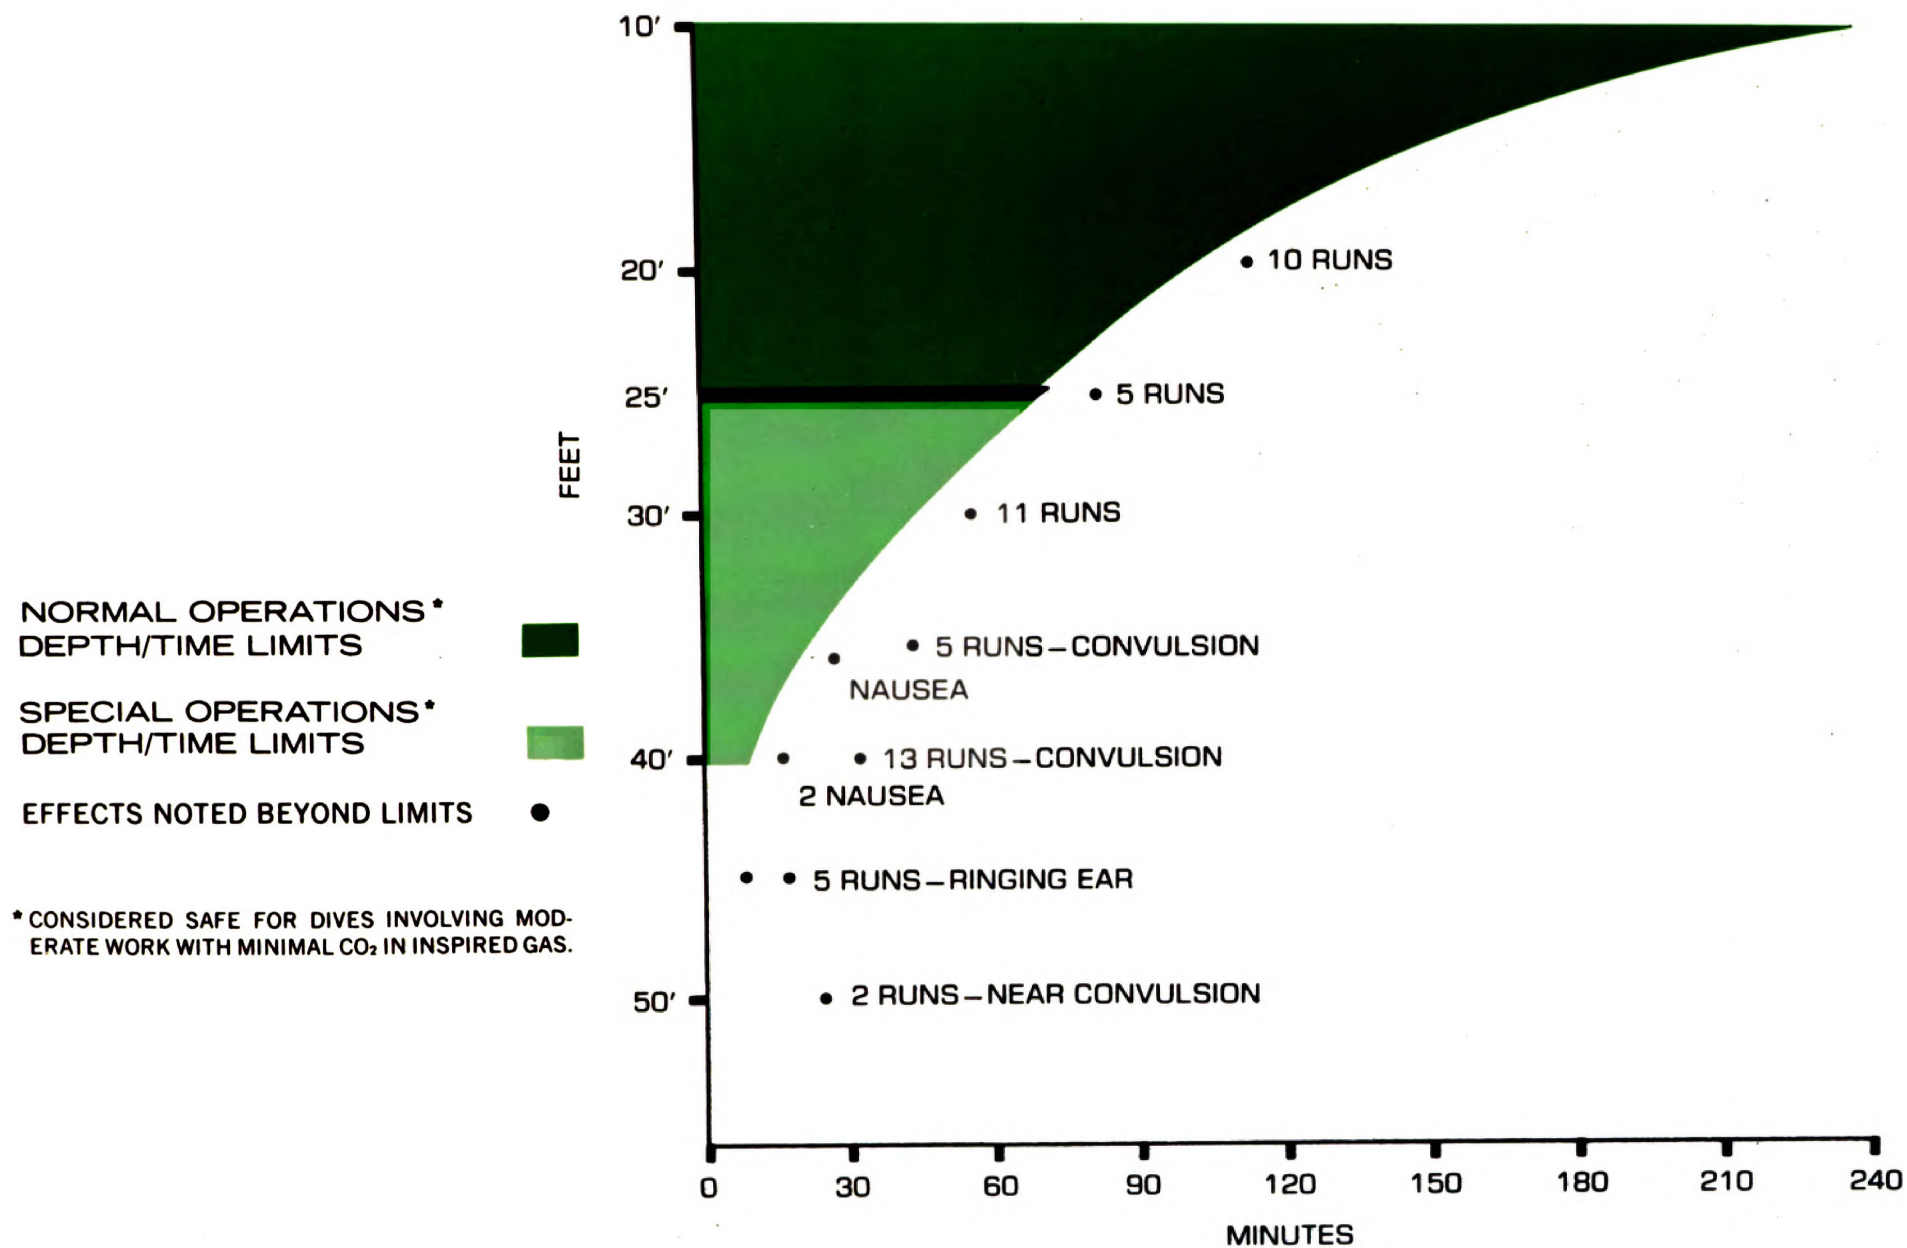 10′
20′
25′
30′
40′
50′
FEET
10 RUNS
5 RUNS
11 RUNS
5 RUNS–CONVULSION
NAUSEA
13 RUNS–CONVULSION
2 NAUSEA
5 RUNS–RINGING EAR
2 RUNS–NEAR CONVULSION
NORMAL OPERATIONS*
DEPTH/TIME LIMITS
SPECIAL OPERATIONS*
DEPTH/TIME LIMITS
EFFECTS NOTED BEYOND LIMITS
* CONSIDERED SAFE FOR DIVES INVOLVING MOD-
ERATE WORK WITH MINIMAL CO₂ IN INSPIRED GAS.
0 30 60 90 120 150 180 210 240
MINUTES